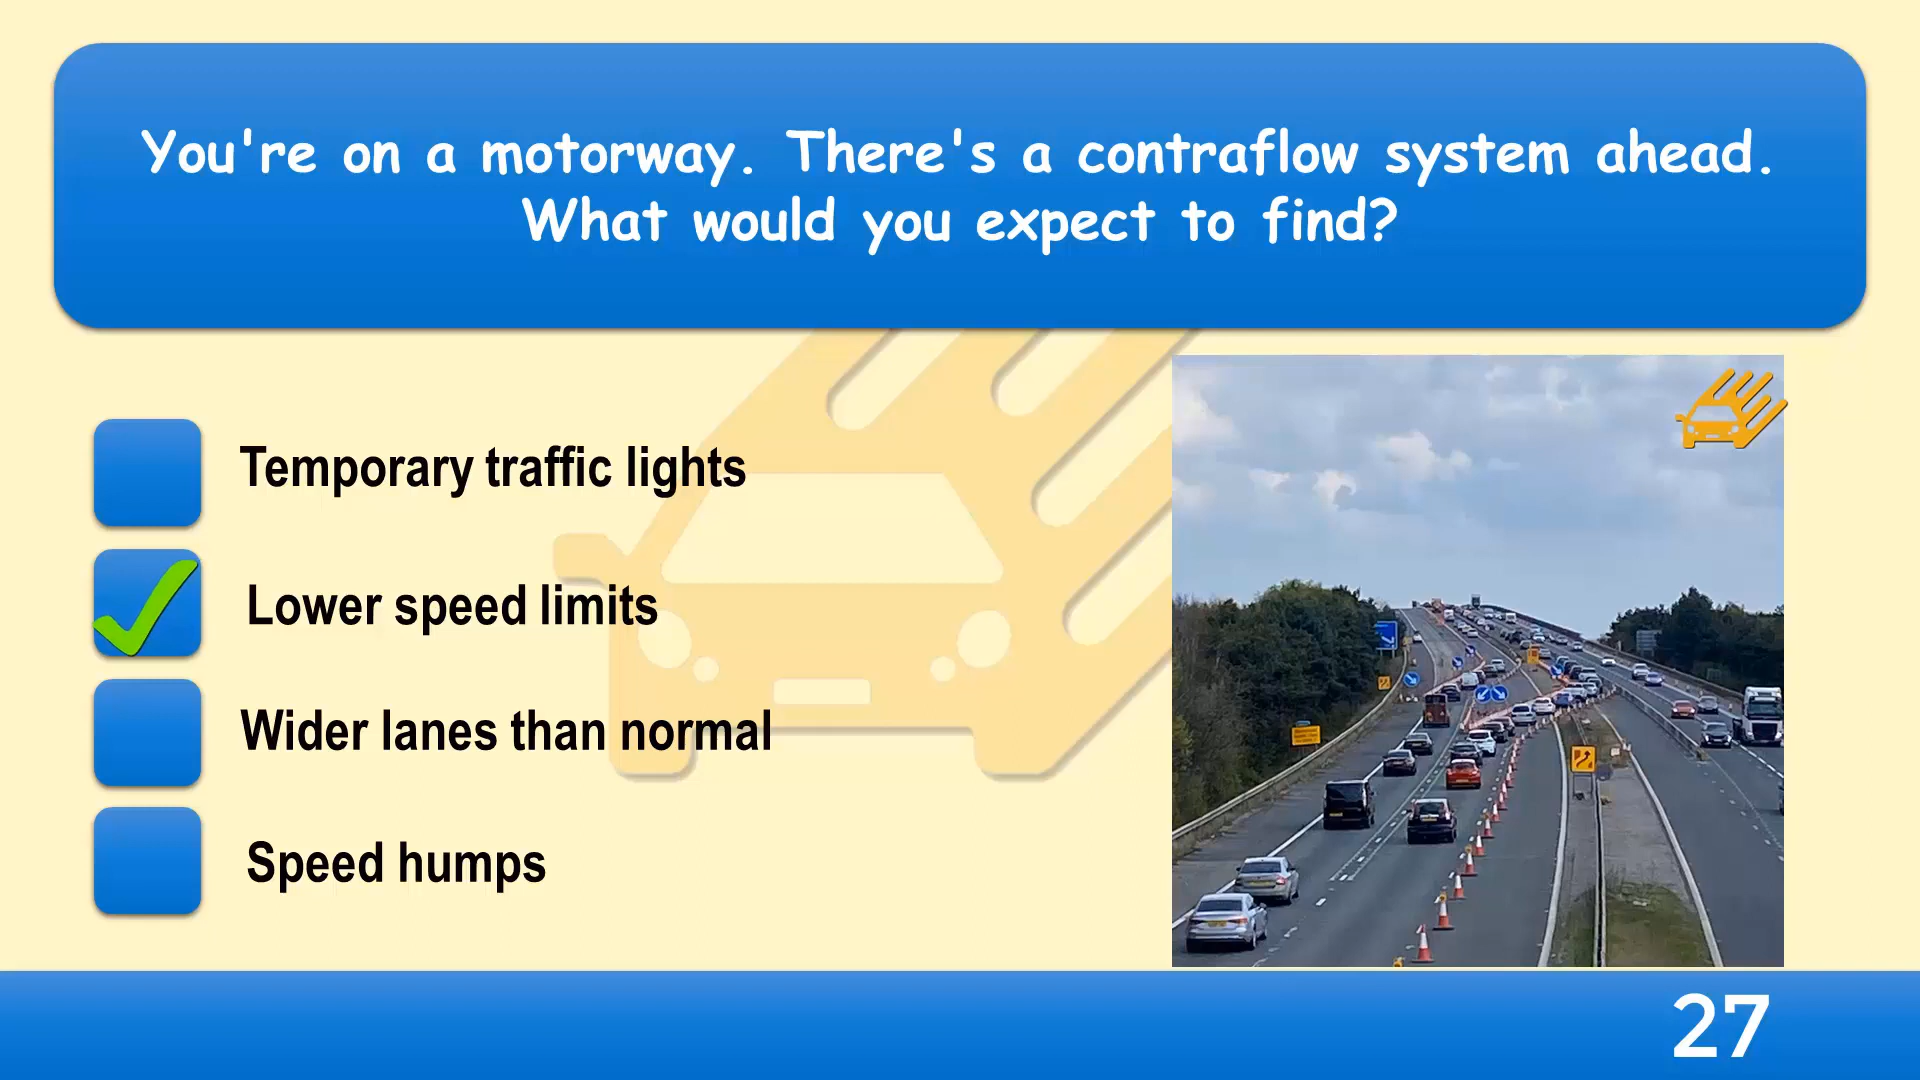 You're on a motorway. There's a contraflow system ahead.
What would you expect to find?
Temporary traffic lights
Lower speed limits
Wider lanes than normal
Speed humps
27